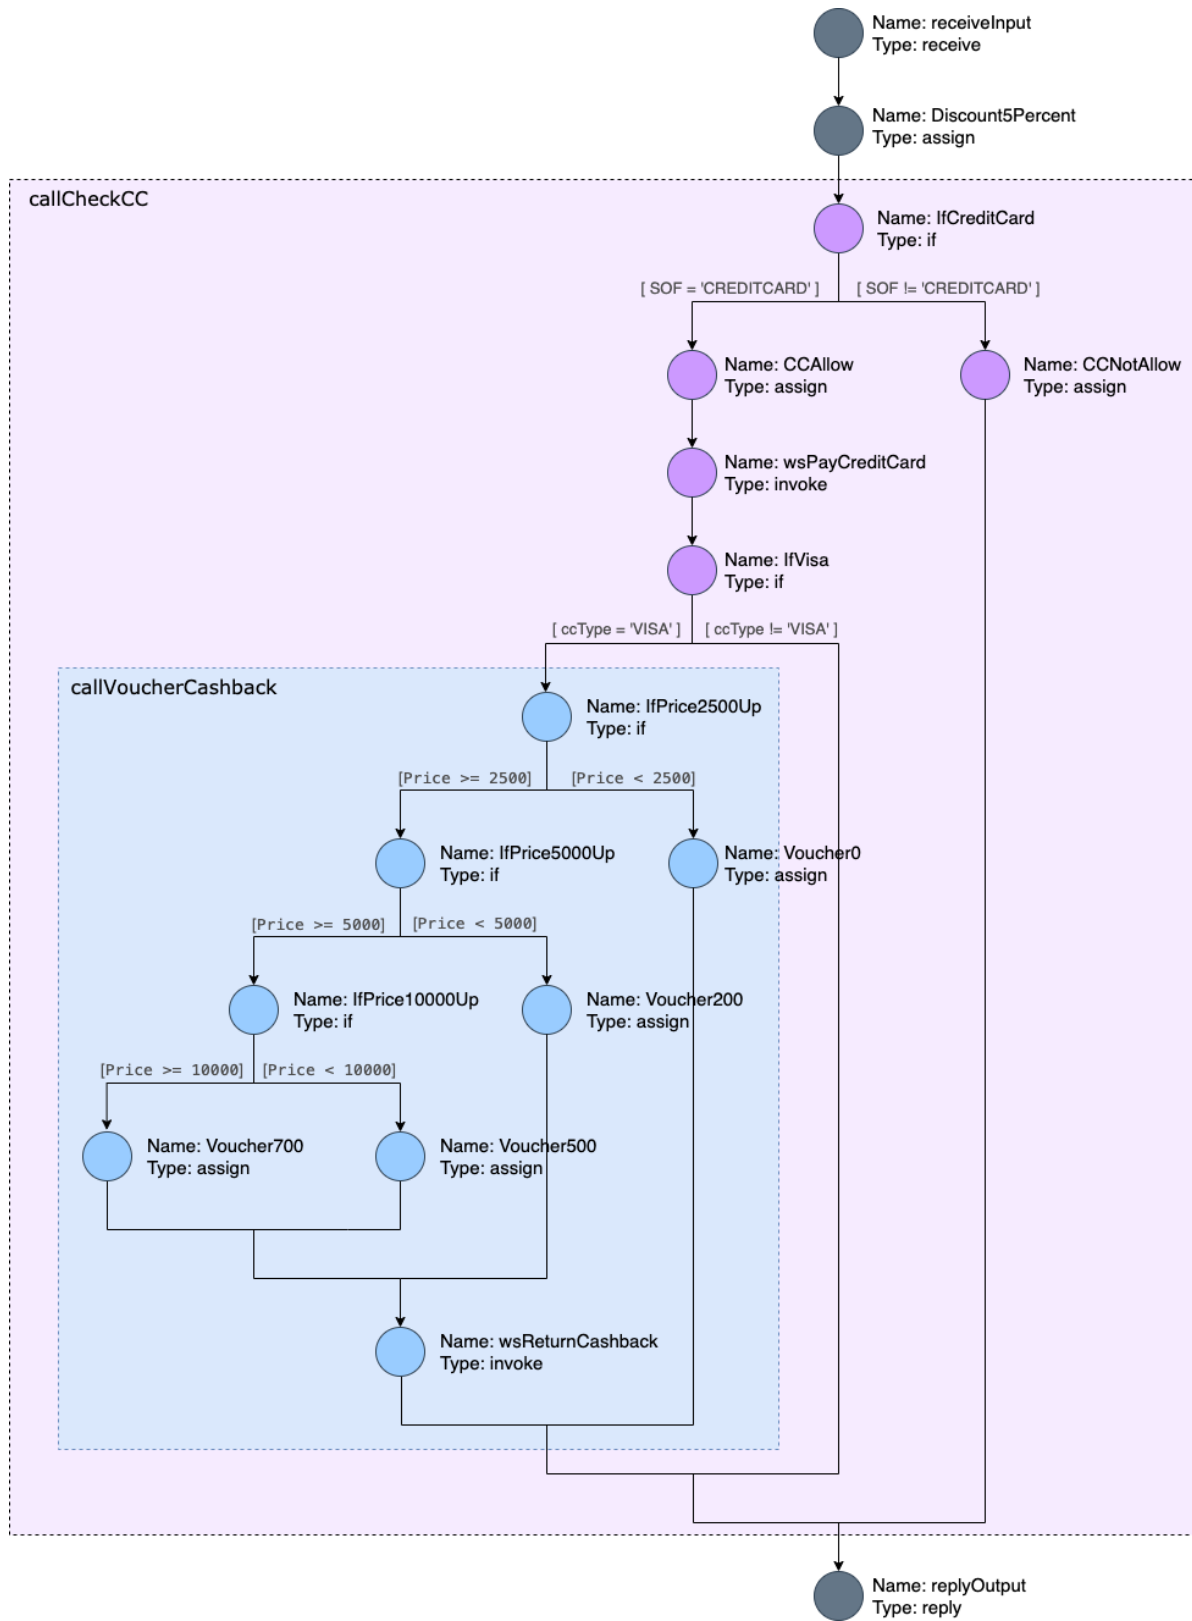 Name: receiveInput
Type: receive
Name: Discount5Percent
Type: assign
callCheckCC
Name: IfCreditCard
Type: if
[ SOF = 'CREDITCARD' ]
[ SOF != 'CREDITCARD' ]
Name: CCAllow
Type: assign
Name: CCNotAllow
Type: assign
Name: wsPayCreditCard
Type: invoke
Name: IfVisa
Type: if
[ ccType = 'VISA' ]
[ ccType != 'VISA' ]
callVoucherCashback
Name: IfPrice2500Up
Type: if
[Price >= 2500]
[Price < 2500]
Name: IfPrice5000Up
Type: if
Name: Voucher0
Type: assign
[Price >= 5000]
[Price < 5000]
Name: IfPrice10000Up
Type: if
Name: Voucher200
Type: assign
[Price >= 10000]
[Price < 10000]
Name: Voucher700
Type: assign
Name: Voucher500
Type: assign
Name: wsReturnCashback
Type: invoke
Name: replyOutput
Type: reply